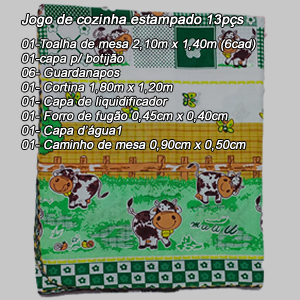 Jogo de cozinha estampado 13pçs
01-Toalha de mesa 2,10m x 1,40m (6cad)
01-capa p/ botijão
06- Guardanapos
01- Cortina 1,80m x 1,20m
01- Capa de liquidificador
01- Forro de fugão 0,45cm x 0,40cm
01- Capa d'água1
01- Caminho de mesa 0,90cm x 0,50cm
muuu